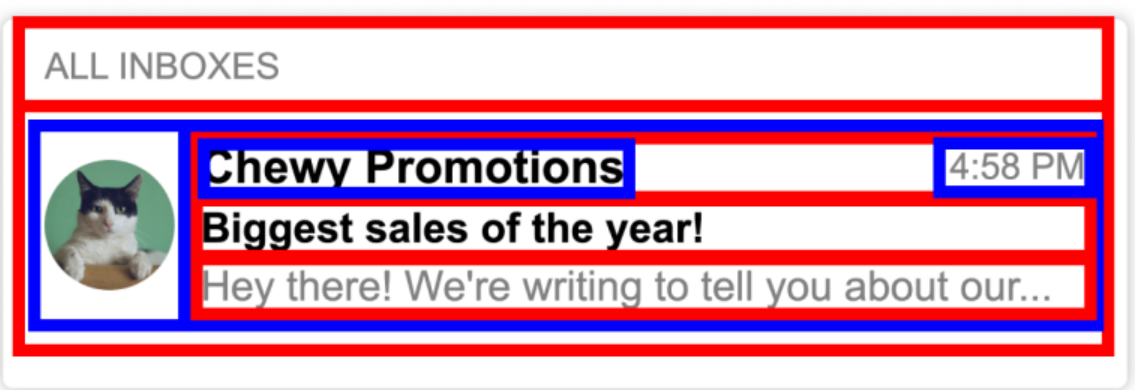 ALL INBOXES
Chewy Promotions 4:58 PM
Biggest sales of the year!
Hey there! We're writing to tell you about our...